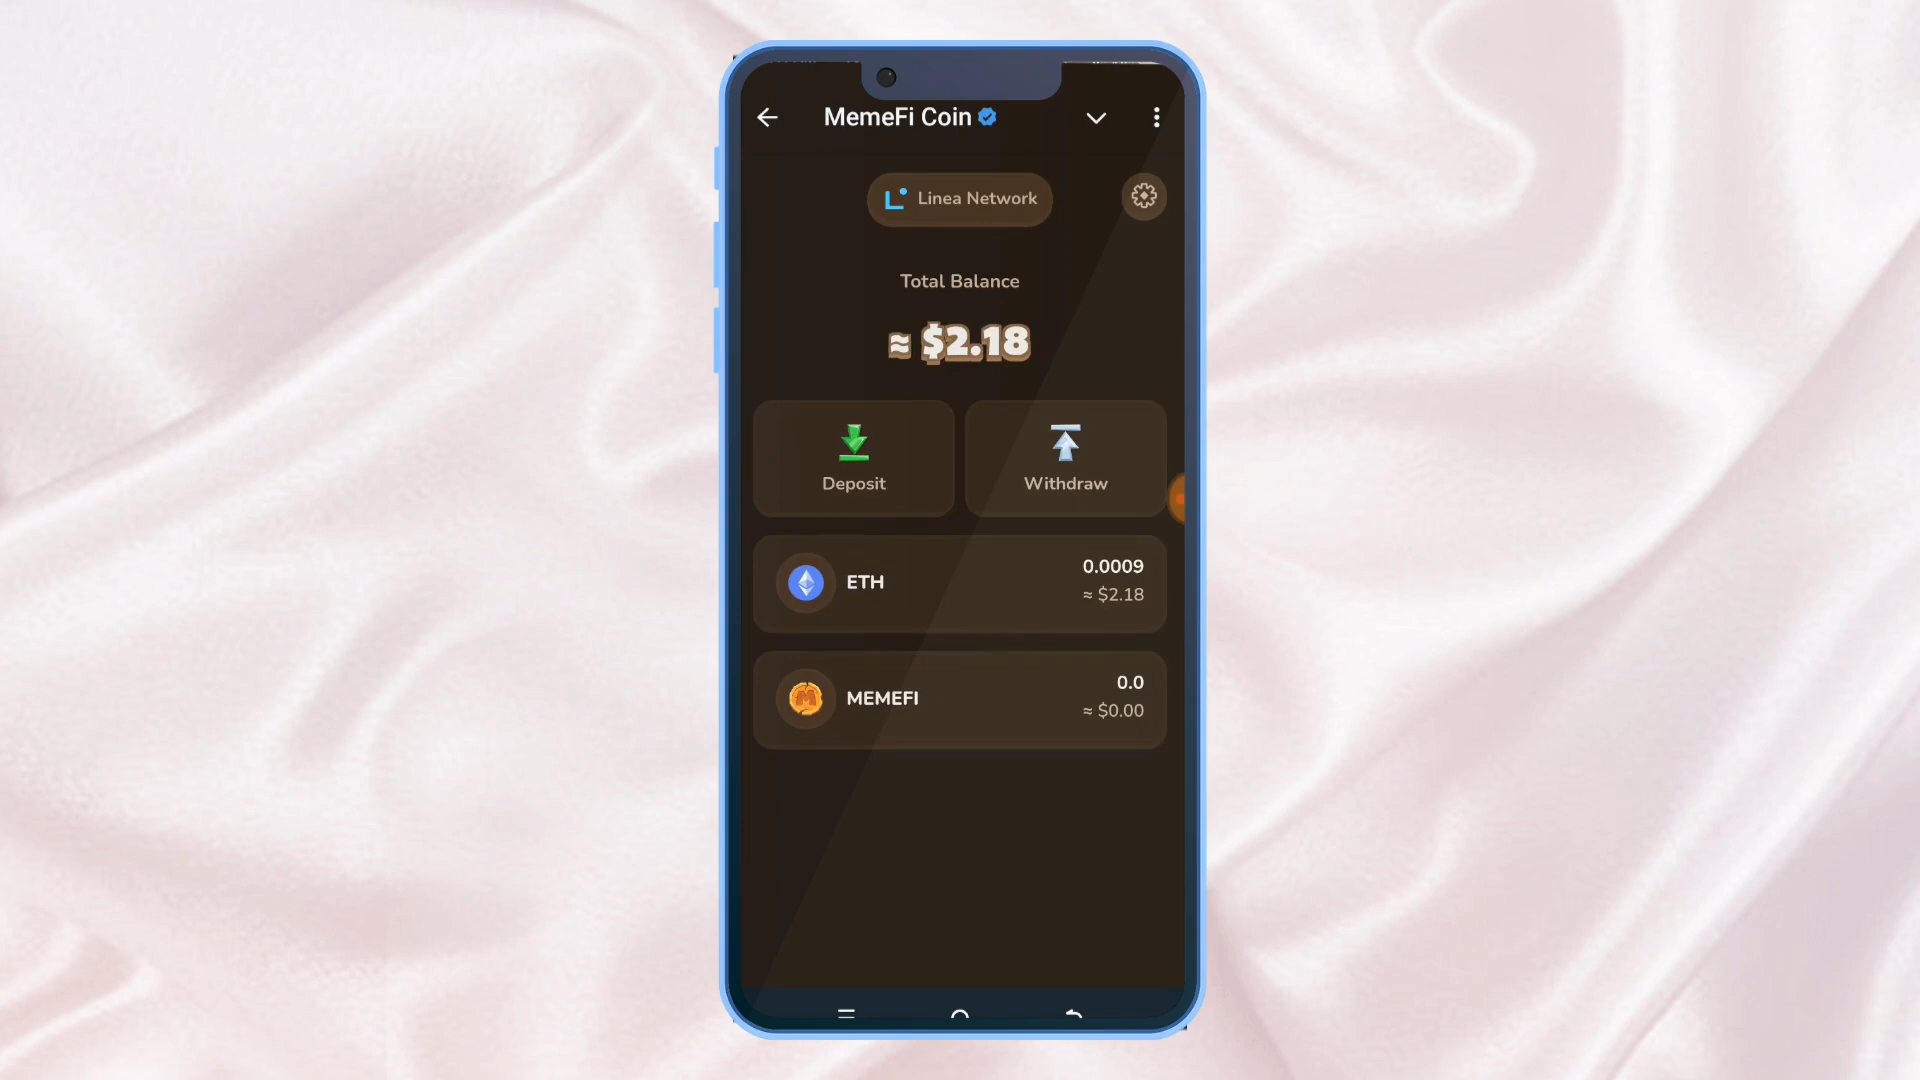 MemeFi Coin
Linea Network
Total Balance
≈ $2.18
Deposit
Withdraw
ETH
0.0009
≈ $2.18
MEMEFI
0.0
≈ $0.00